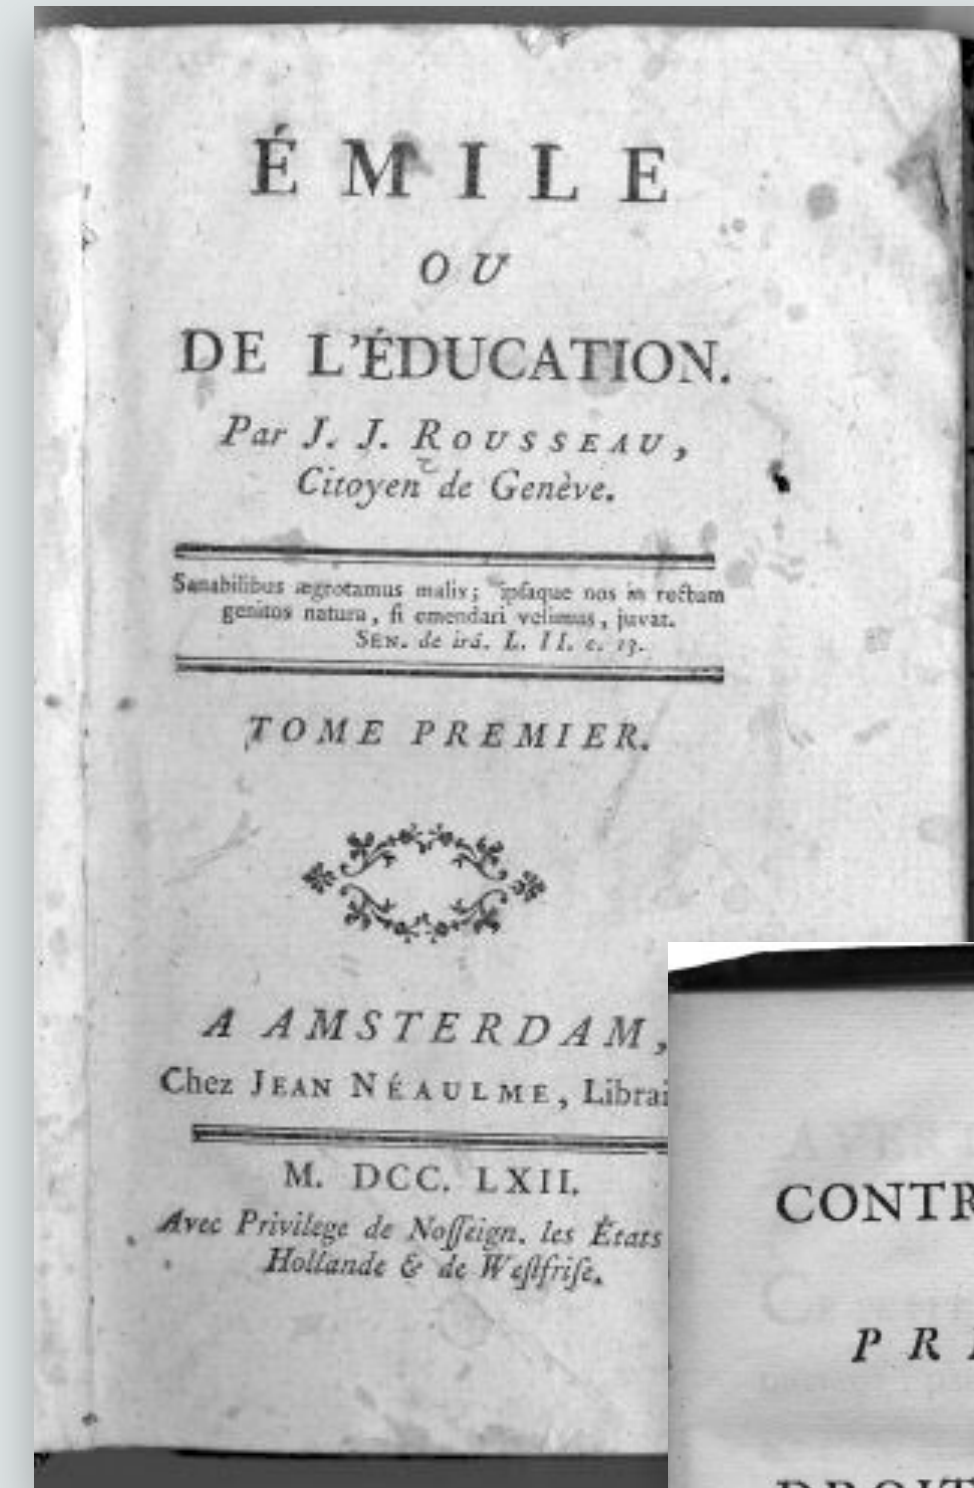 ÉMILE
OU
DE L'ÉDUCATION.
Par J. J. ROUSSEAU,
Citoyen de Genève.
Sanabilibus ægrotamus malis; ipsaque nos in rectum
genitos natura, si emendari velimus, juvat.
SEN. de irâ. L. II. c. 13.
TOME PREMIER.
A AMSTERDAM,
Chez JEAN NÉAULME, Librai
M. DCC. LXII.
Avec Privilege de Nosseign. les États
Hollande & de Westfrise.
CONTR
PR
DROIT